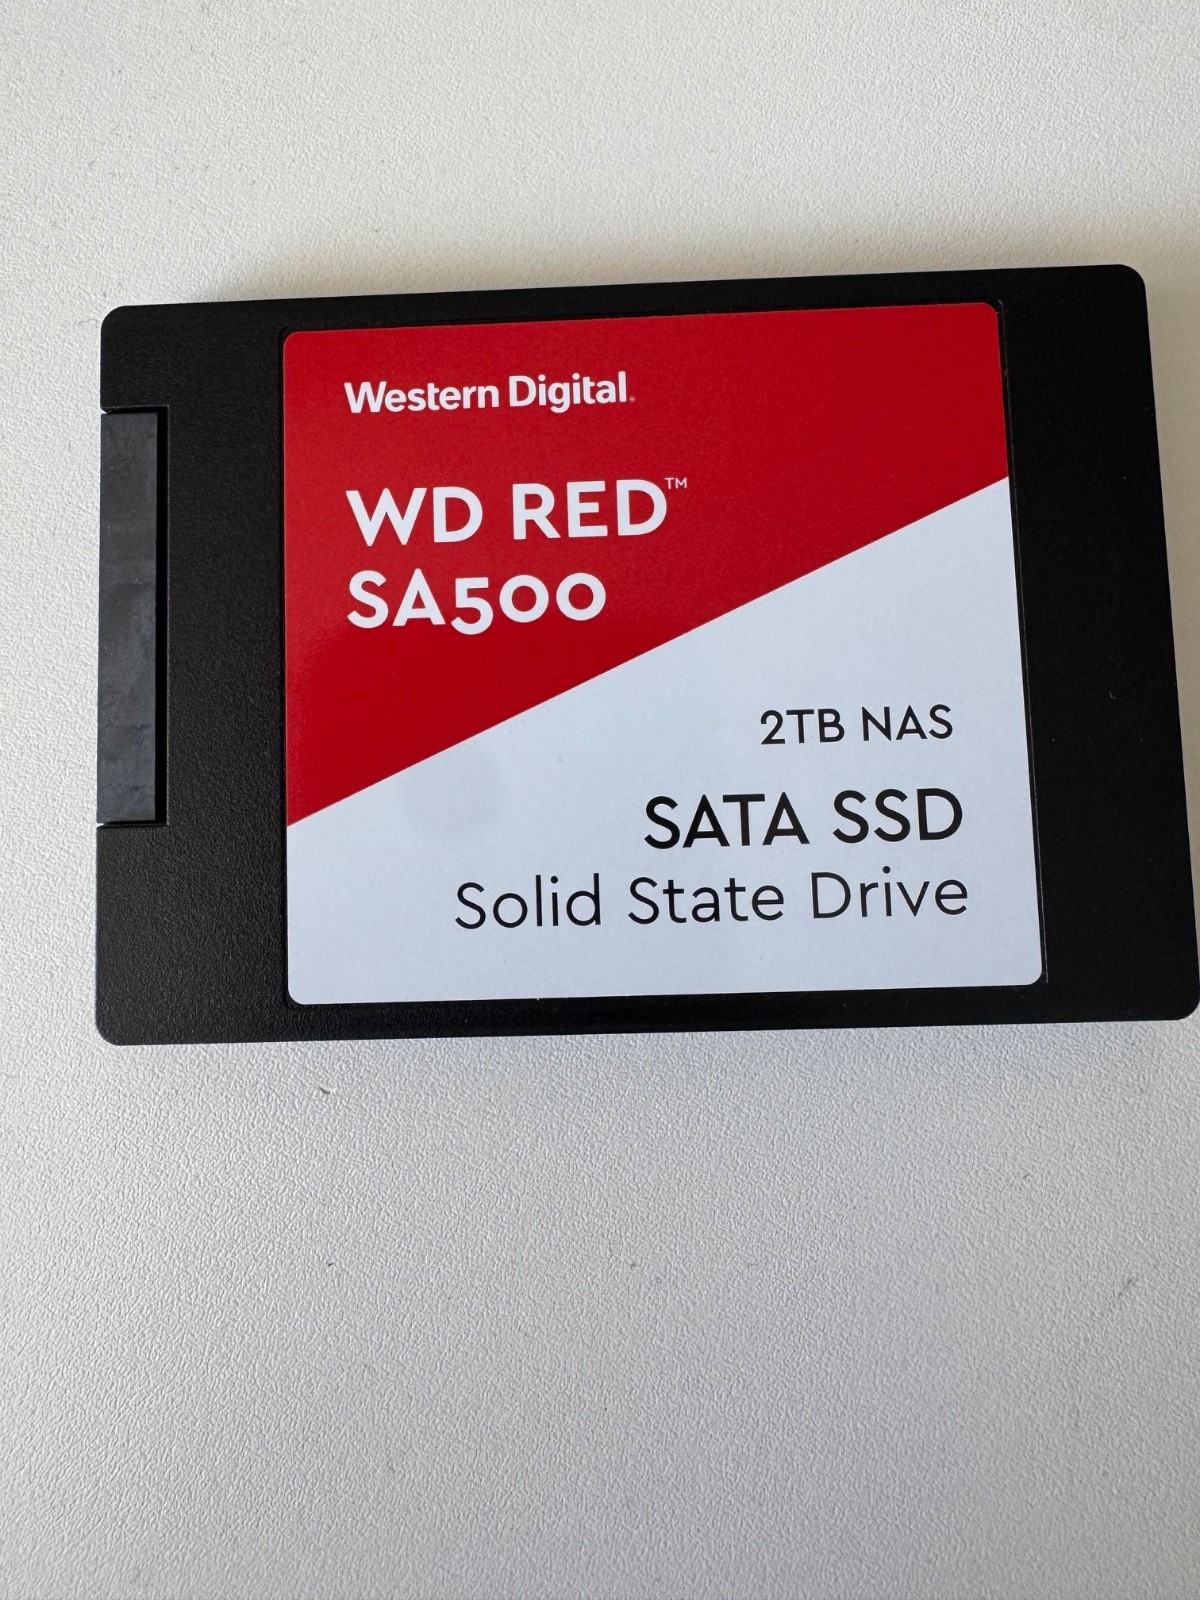 Western Digital.
WD RED™
SA500
2TB NAS
SATA SSD
Solid State Drive